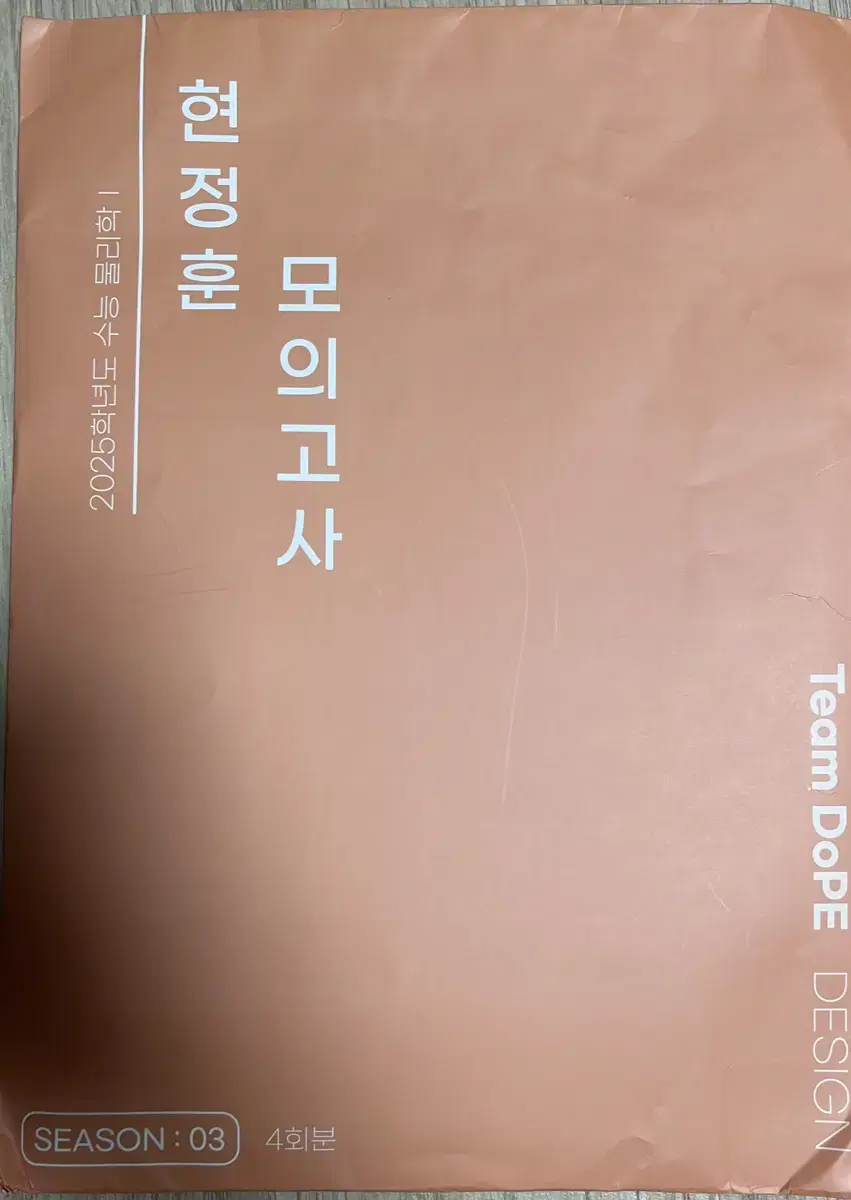 2025학년도 수능 물리학 I
현정훈
모의고사
Team DoPE DESIGN
SEASON : 03
4회분